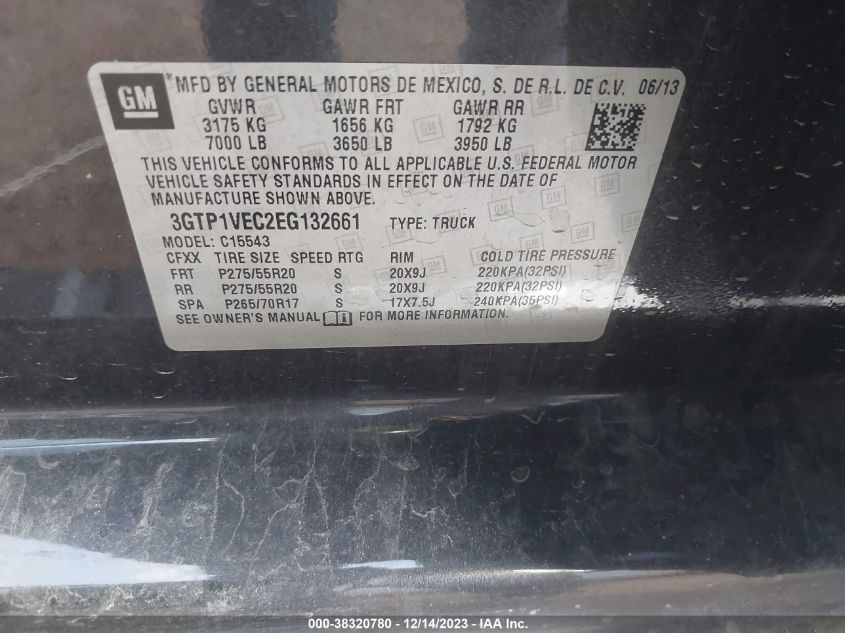 GM ® MFD BY GENERAL MOTORS DE MEXICO, S. DE R.L. DE C.V. 06/13
GVWR GAWR FRT GAWR RR
3175 KG 1656 KG 1792 KG
7000 LB 3650 LB 3950 LB
THIS VEHICLE CONFORMS TO ALL APPLICABLE U.S. FEDERAL MOTOR
VEHICLE SAFETY STANDARDS IN EFFECT ON THE DATE OF
MANUFACTURE SHOWN ABOVE.
3GTP1VEC2EG132661 TYPE: TRUCK
MODEL: C15543
CFXX TIRE SIZE SPEED RTG RIM COLD TIRE PRESSURE
FRT P275/55R20 S 20X9J 220KPA(32PSI)
RR P275/55R20 S 20X9J 220KPA(32PSI)
SPA P265/70R17 S 17X7.5J 240KPA(35PSI)
SEE OWNER'S MANUAL FOR MORE INFORMATION.
000-38320780 - 12/14/2023 - IAAI.com